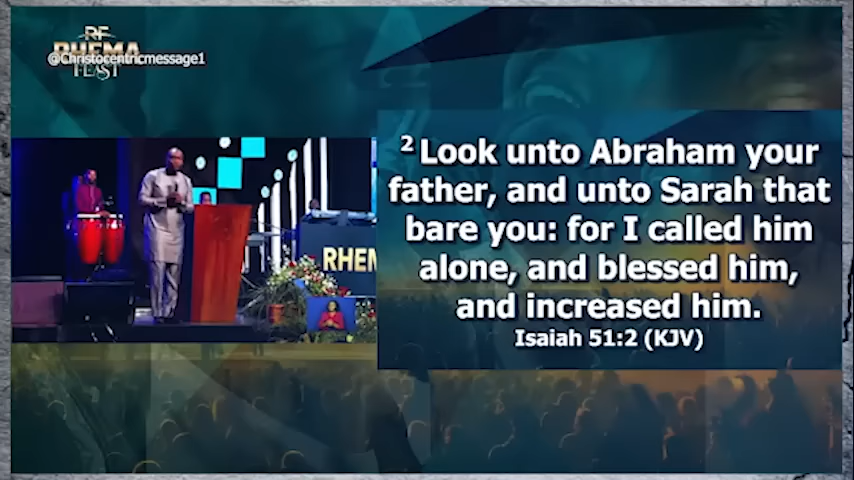 RF
RHEMA
@Christocentricmessage1
FEAST
RHEM
2 Look unto Abraham your
father, and unto Sarah that
bare you: for I called him
alone, and blessed him,
and increased him.
Isaiah 51:2 (KJV)